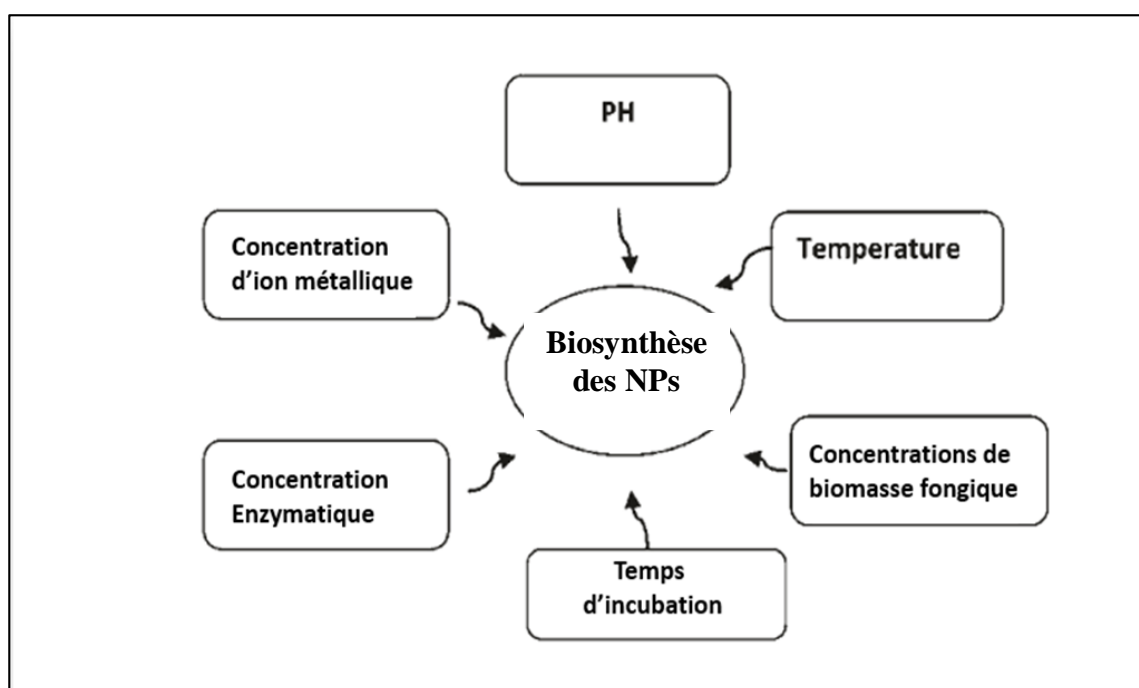 PH
Concentration
d’ion métallique
Temperature
Biosynthèse
des NPs
Concentration
Enzymatique
Concentrations de
biomasse fongique
Temps
d’incubation